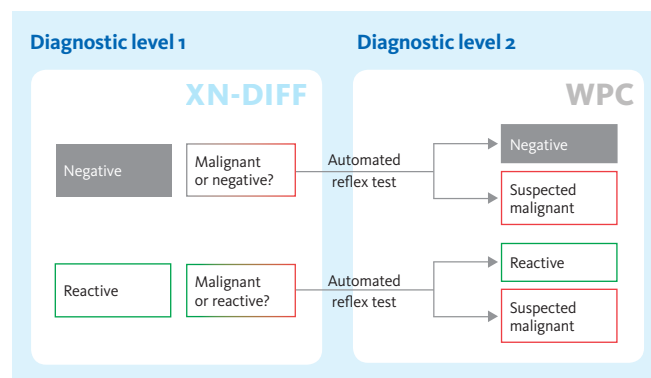 Diagnostic level 1
Diagnostic level 2
XN-DIFF
WPC
Negative
Malignant
or negative?
Automated
reflex test
Negative
Suspected
malignant
Reactive
Malignant
or reactive?
Automated
reflex test
Reactive
Suspected
malignant